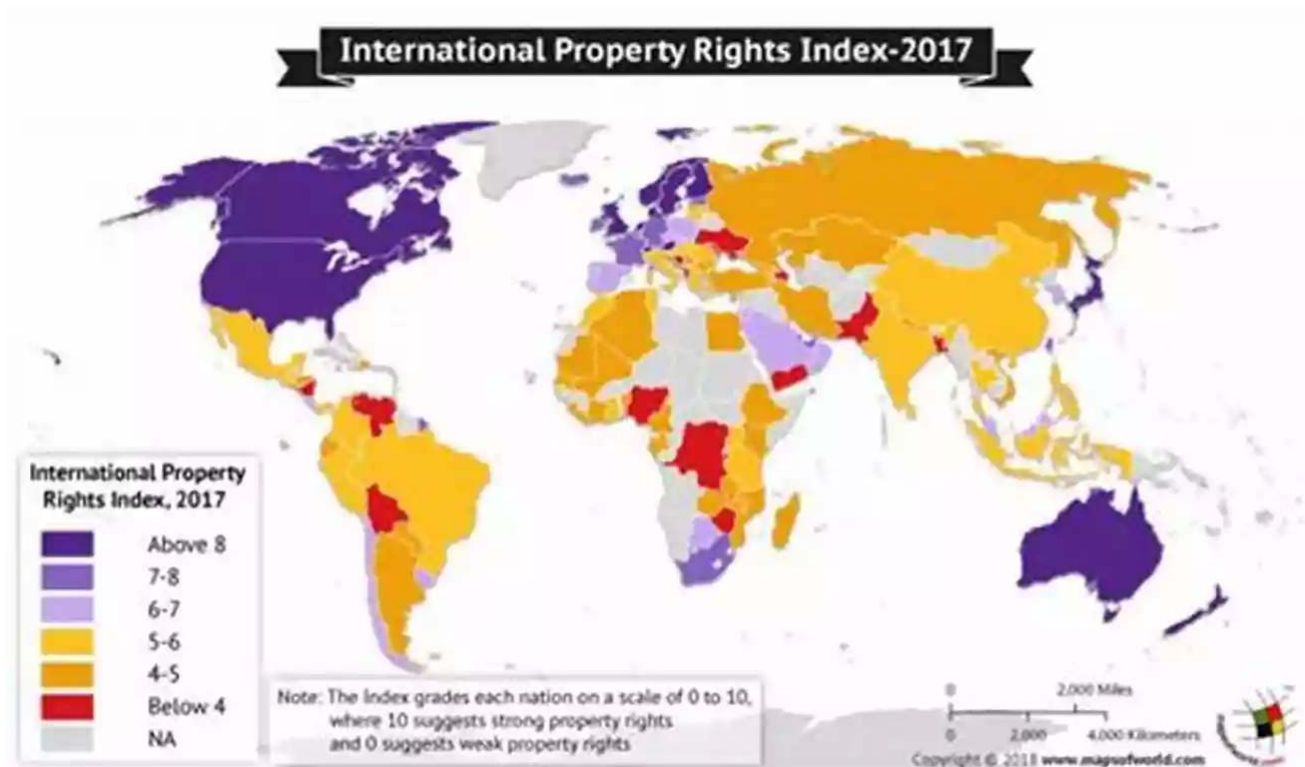 International Property Rights Index-2017
International Property
Rights Index, 2017
Above 8
7-8
6-7
5-6
4-5
Below 4
NA
Note: The Index grades each nation on a scale of 0 to 10,
where 10 suggests strong property rights
and 0 suggests weak property rights
0 2,000 Miles
0 2,000 4,000 Kilometers
Copyright © 2018 www.mapsofworld.com